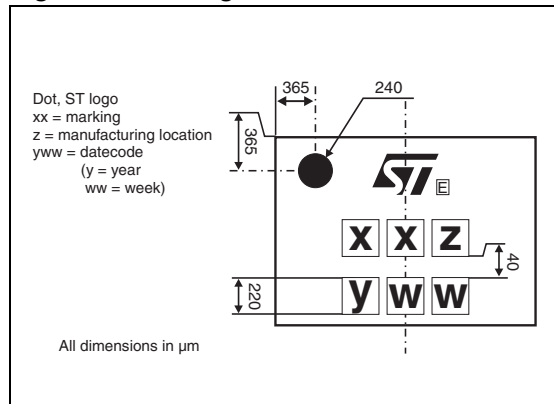 365
240
Dot, ST logo
xx = marking
z = manufacturing location
yww = datecode
(y = year
ww = week)
365
ST
E
x x z
40
y w w
220
All dimensions in µm